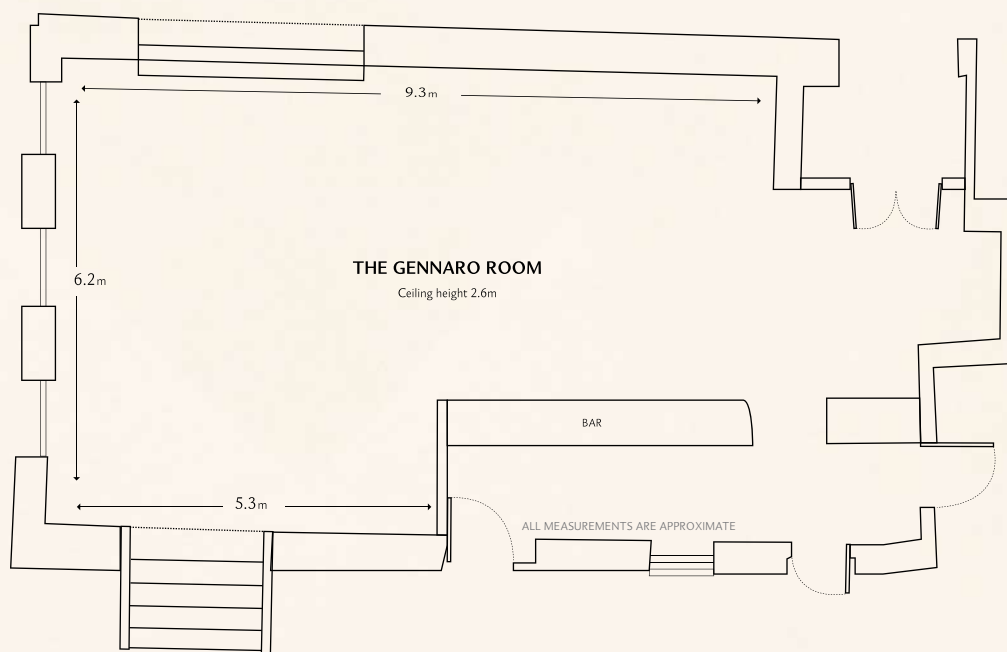 9.3m
6.2m
THE GENNARO ROOM
Ceiling height 2.6m
BAR
5.3m
ALL MEASUREMENTS ARE APPROXIMATE